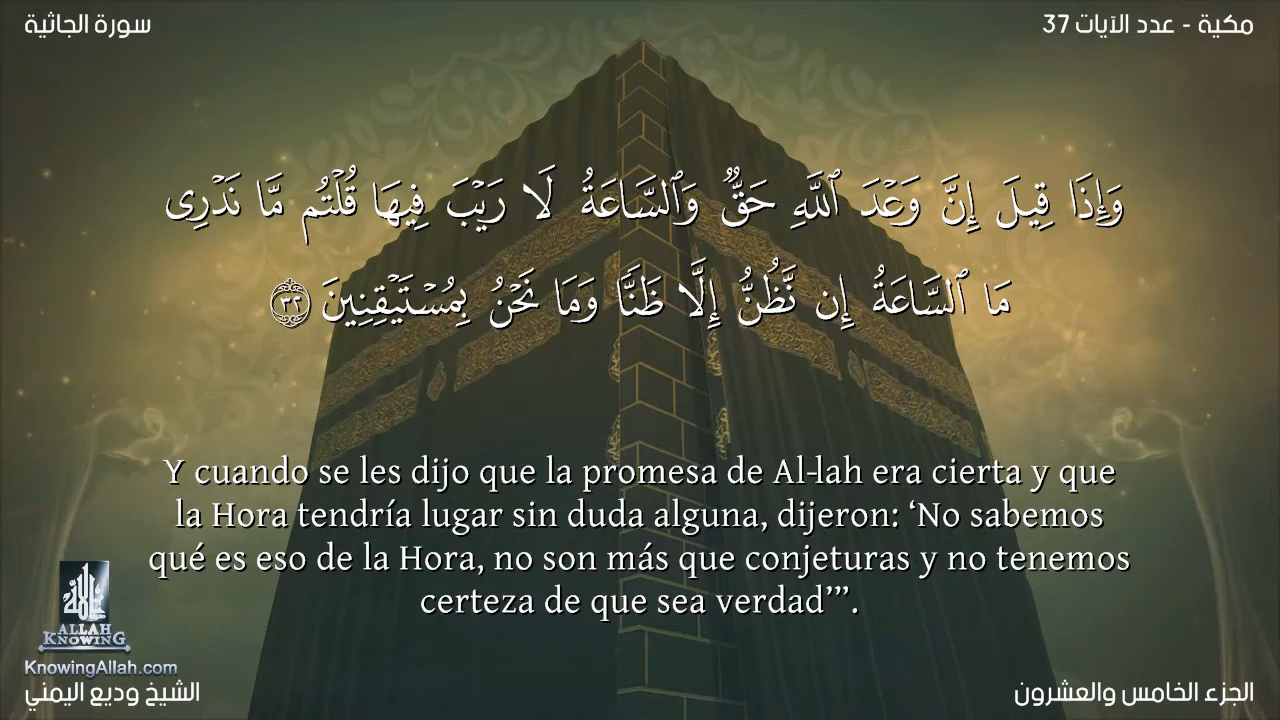 سورة الجاثية
مكية - عدد الآيات 37
وَإِذَا قِيلَ إِنَّ وَعْدَ ٱللَّهِ حَقٌّ وَٱلسَّاعَةُ لَا رَيْبَ فِيهَا قُلْتُم مَّا نَدْرِى
مَا ٱلسَّاعَةُ إِن نَّظُنُّ إِلَّا ظَنًّا وَمَا نَحْنُ بِمُسْتَيْقِنِينَ ٣٢
Y cuando se les dijo que la promesa de Al-lah era cierta y que
la Hora tendría lugar sin duda alguna, dijeron: ‘No sabemos
qué es eso de la Hora, no son más que conjeturas y no tenemos
certeza de que sea verdad’”.
ALLAH
KNOWING
KnowingAllah.com
الشيخ وديع اليمني
الجزء الخامس والعشرون